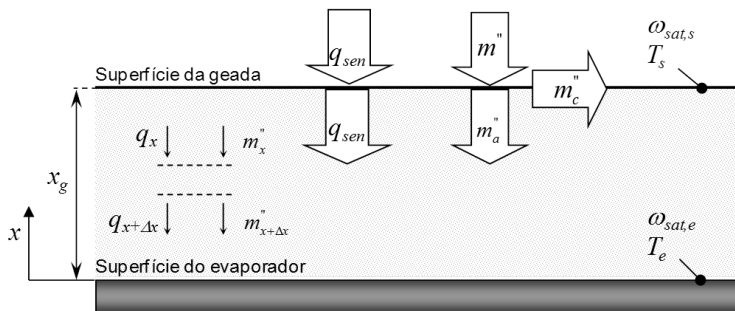 q_sen m" ω_sat,s
Superfície da geada T_s
m"_c
q_sen m"_a
q_x m"_x
x_g
q_x+Δx m"_x+Δx ω_sat,e
x T_e
Superfície do evaporador